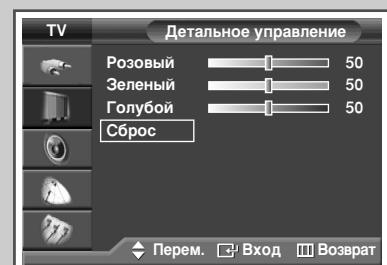 TV Детальное управление
Розовый 50
Зеленый 50
Голубой 50
Сброс
Перем. Вход Возврат